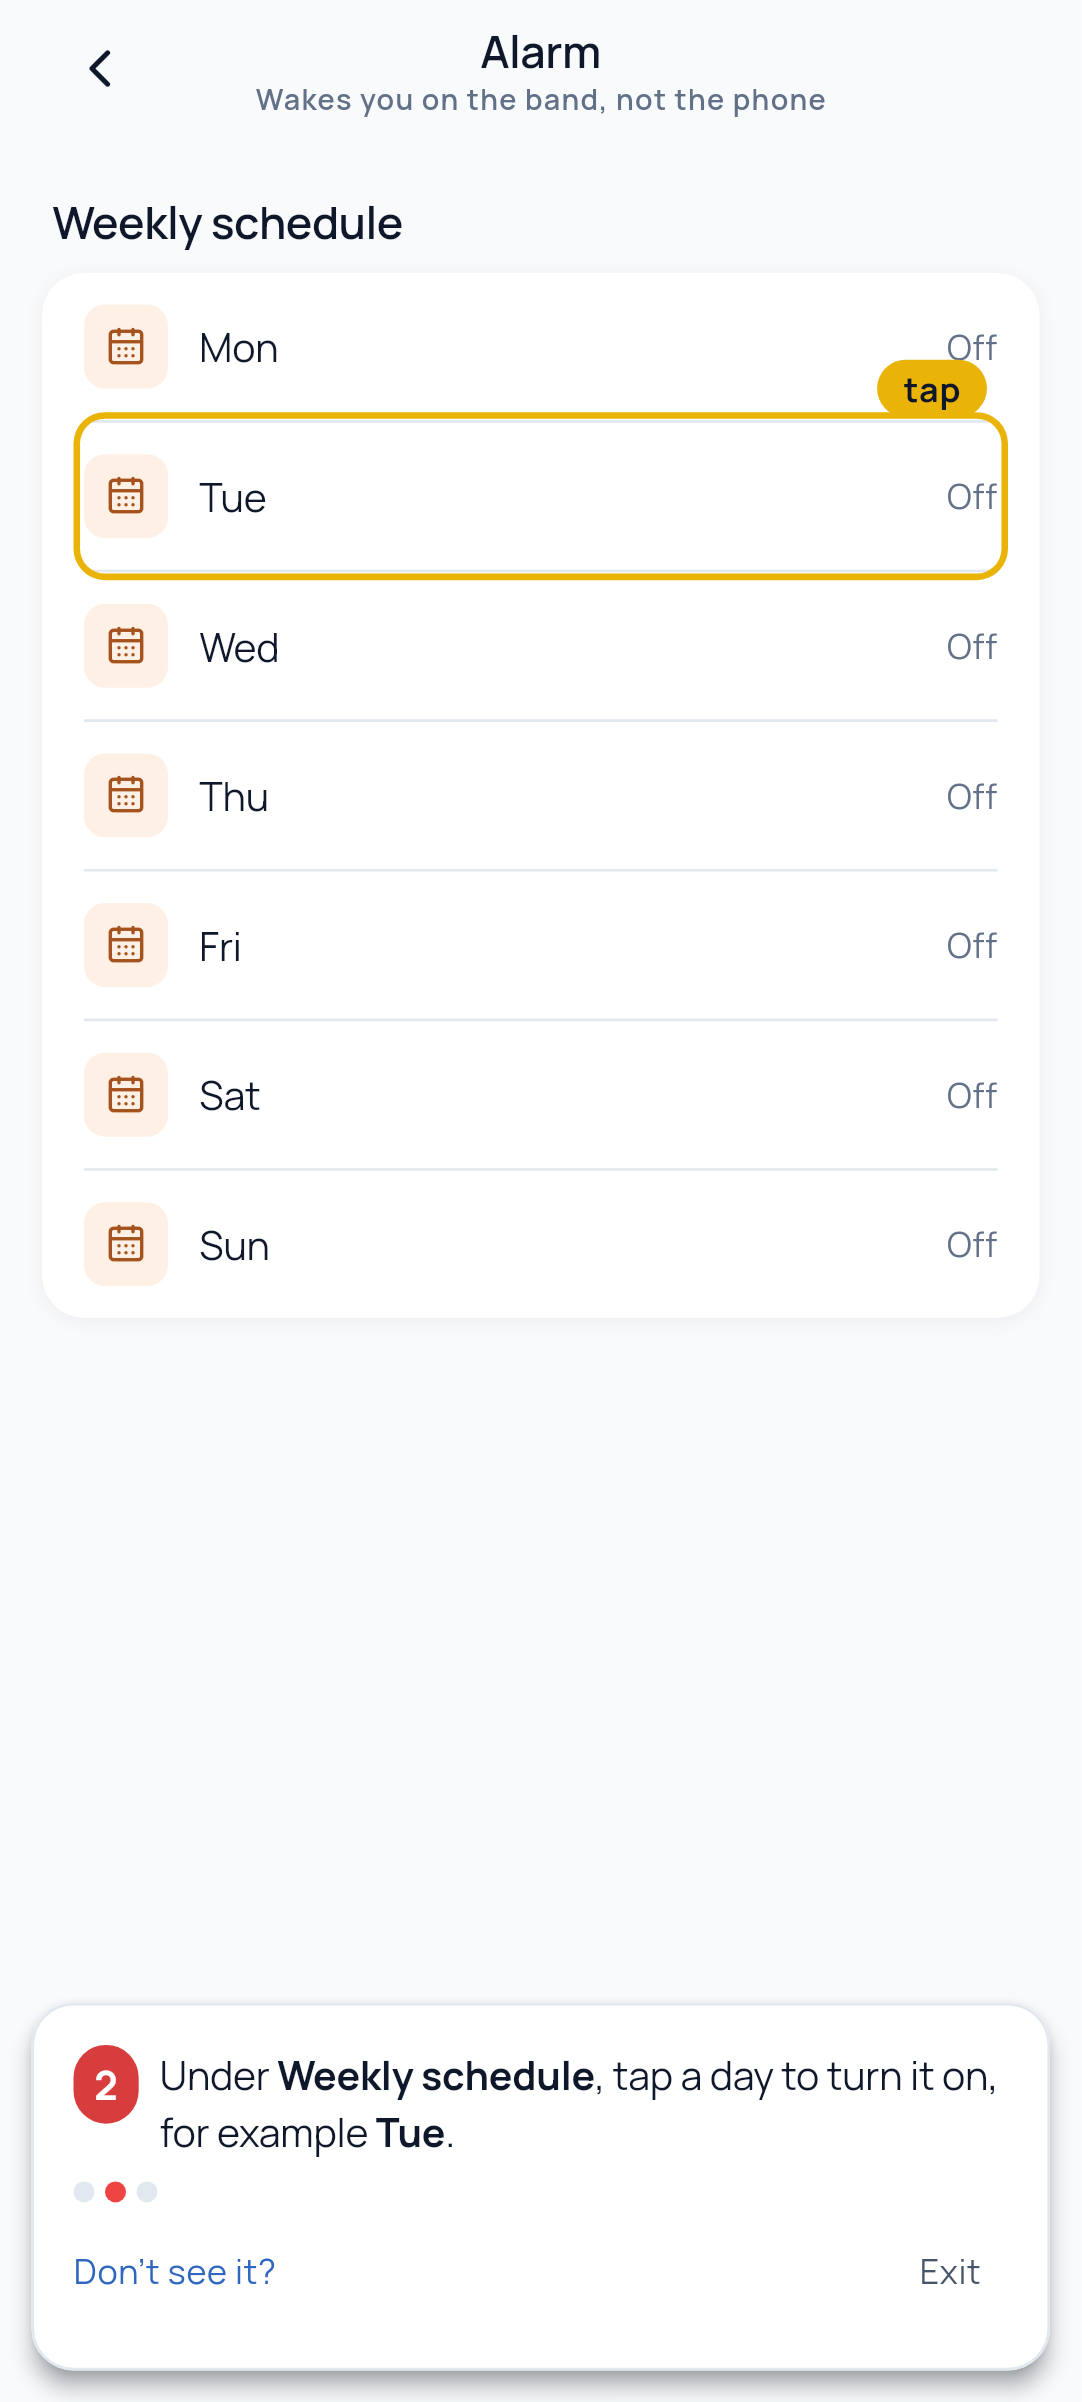 Alarm
Wakes you on the band, not the phone
Weekly schedule
Mon Off
tap
Tue Off
Wed Off
Thu Off
Fri Off
Sat Off
Sun Off
2 Under Weekly schedule, tap a day to turn it on,
for example Tue.
Don't see it? Exit